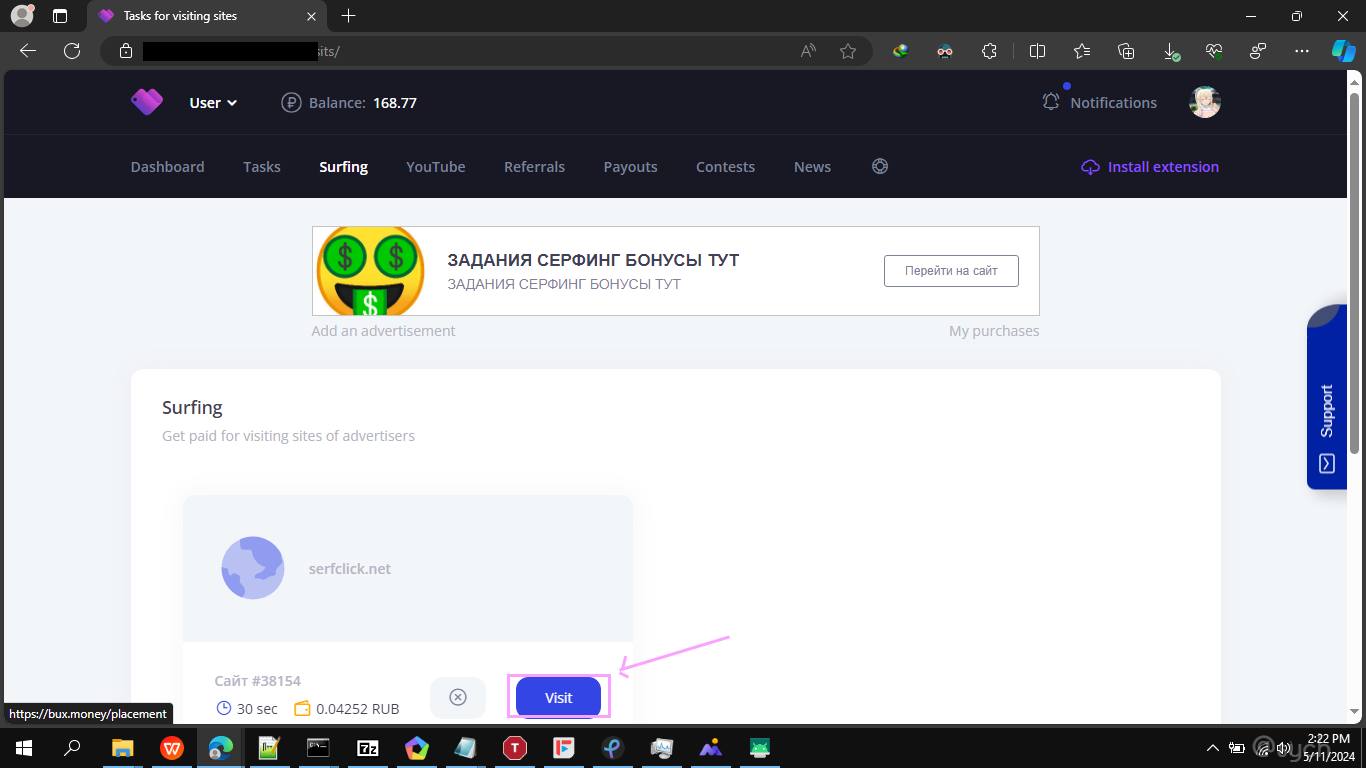 Tasks for visiting sites
sits/
User
Balance: 168.77
Notifications
Dashboard
Tasks
Surfing
YouTube
Referrals
Payouts
Contests
News
Install extension
ЗАДАНИЯ СЕРФИНГ БОНУСЫ ТУТ
ЗАДАНИЯ СЕРФИНГ БОНУСЫ ТУТ
Перейти на сайт
Add an advertisement
My purchases
Support
Surfing
Get paid for visiting sites of advertisers
serfclick.net
Сайт #38154
30 sec
0.04252 RUB
Visit
https://bux.money/placement
2:22 PM
5/11/2024